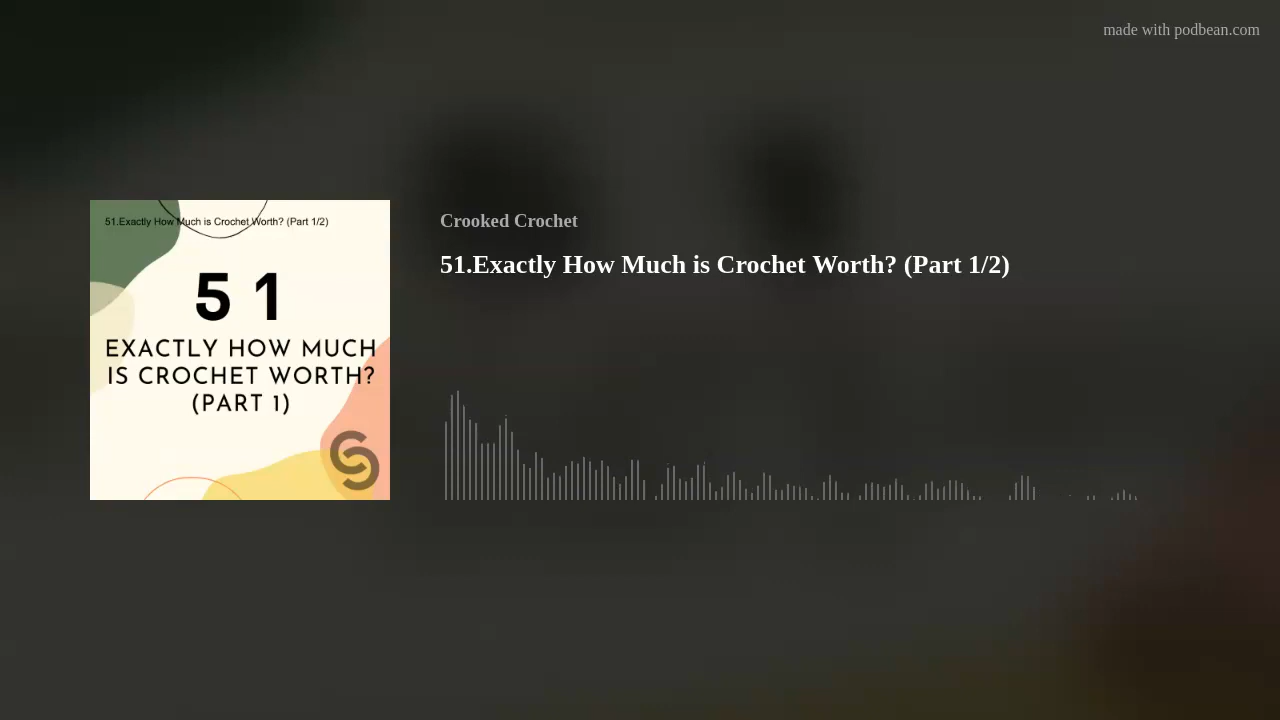 made with podbean.com
51.Exactly How Much is Crochet Worth? (Part 1/2)
51
EXACTLY HOW MUCH
IS CROCHET WORTH?
(PART 1)
Crooked Crochet
51.Exactly How Much is Crochet Worth? (Part 1/2)